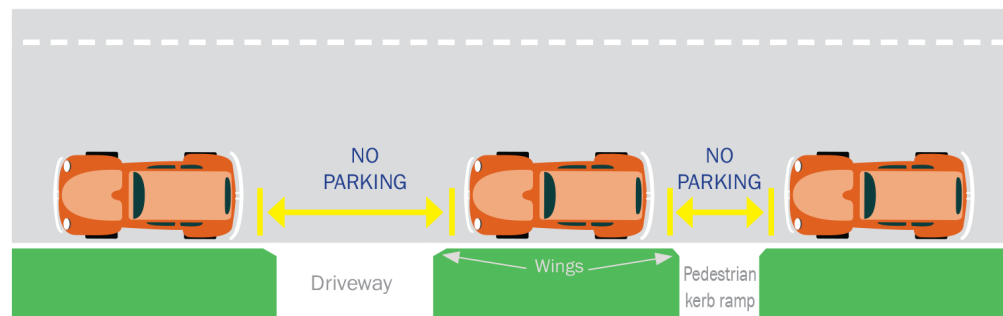 NO
PARKING
NO
PARKING
Wings
Driveway
Pedestrian
kerb ramp